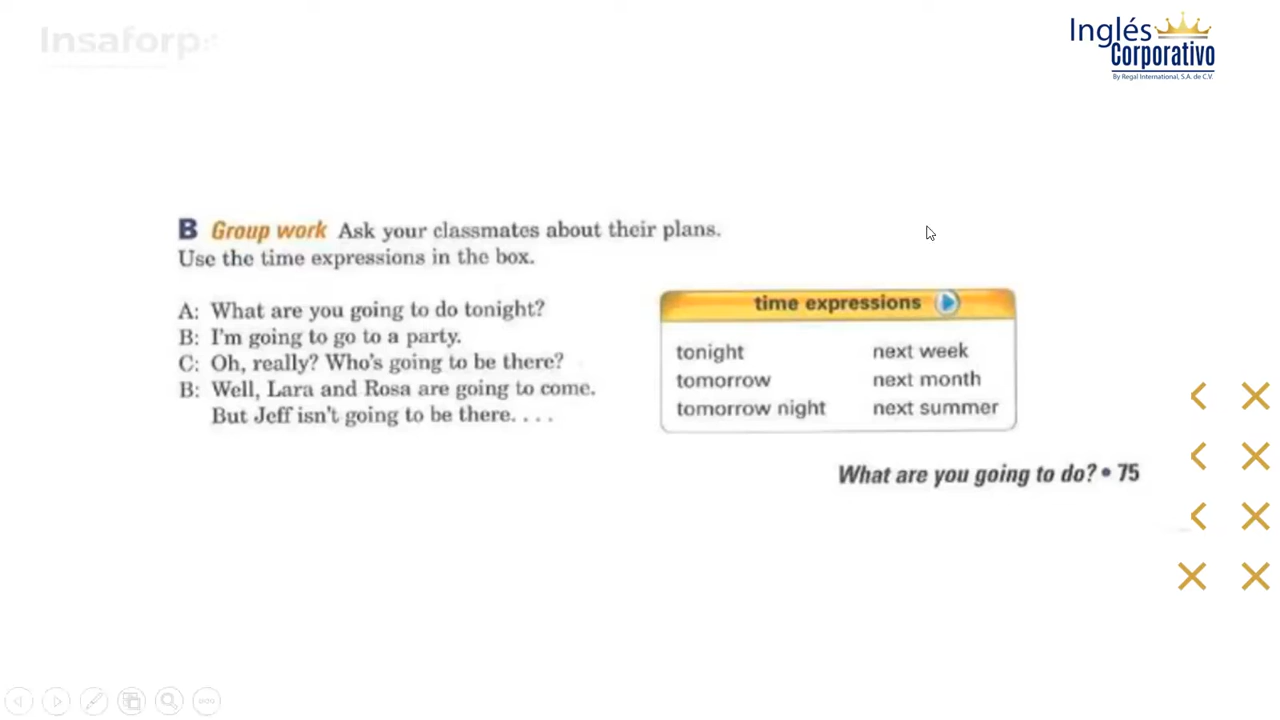 Insaforp
Inglés
Corporativo
By Regal International, S.A. de C.V.
B Group work Ask your classmates about their plans.
Use the time expressions in the box.
A: What are you going to do tonight?
B: I'm going to go to a party.
C: Oh, really? Who's going to be there?
B: Well, Lara and Rosa are going to come.
But Jeff isn't going to be there. . . .
time expressions
tonight next week
tomorrow next month
tomorrow night next summer
What are you going to do? • 75